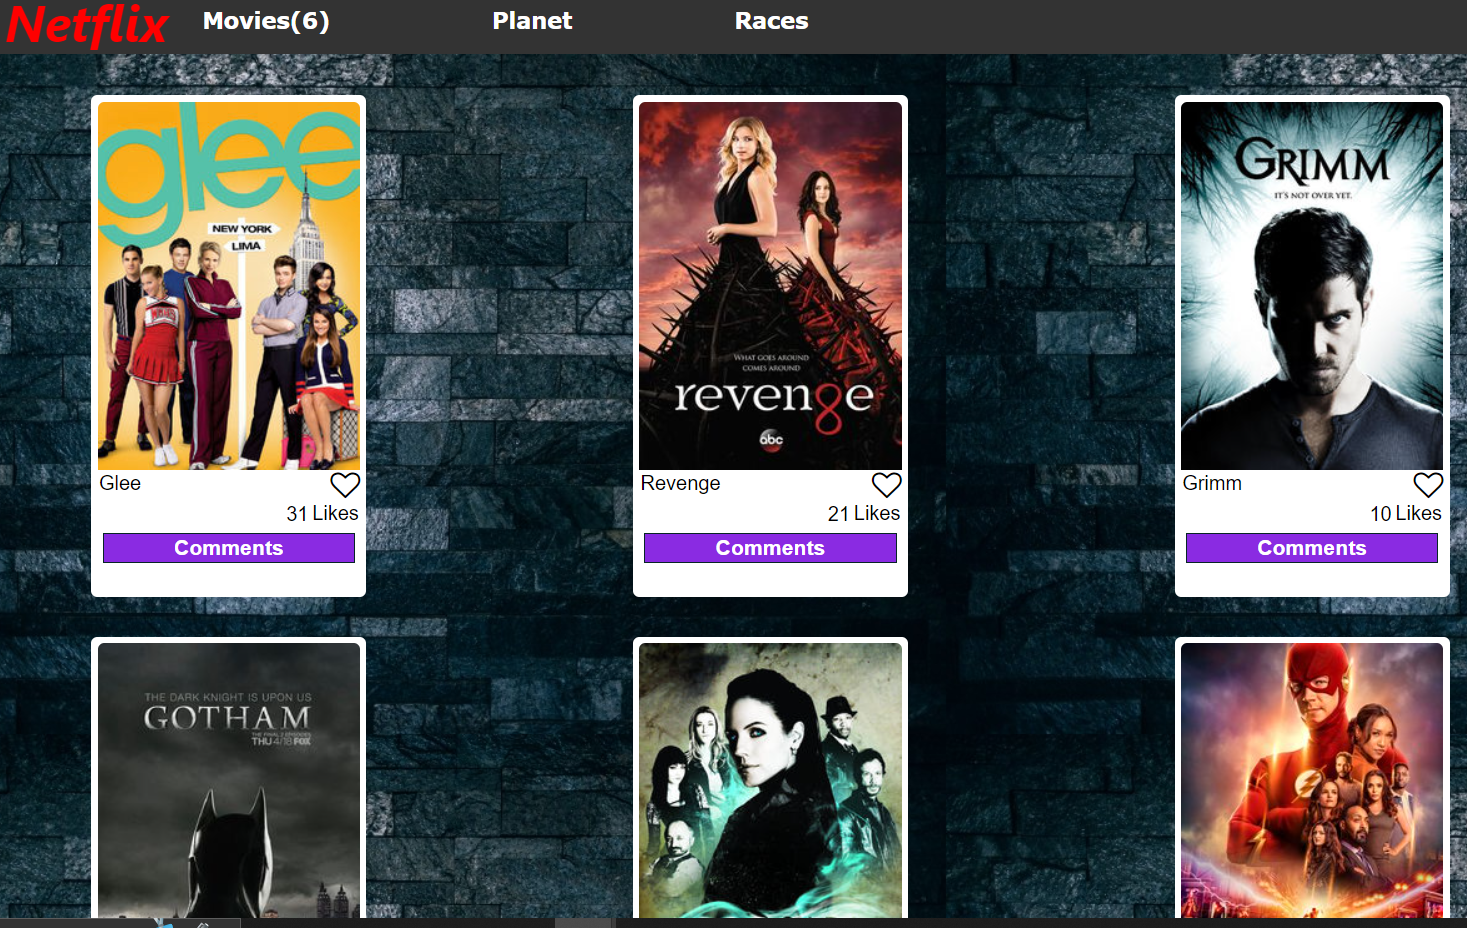 Netflix Movies(6) Planet Races
glee
NEW YORK
LIMA
Glee
31 Likes
Comments
WHAT GOES AROUND
COMES AROUND
revenge
abc
Revenge
21 Likes
Comments
GRIMM
IT'S NOT OVER YET.
Grimm
10 Likes
Comments
THE DARK KNIGHT IS UPON US
GOTHAM
THE FINAL 2 EPISODES
THU 4/18 FOX